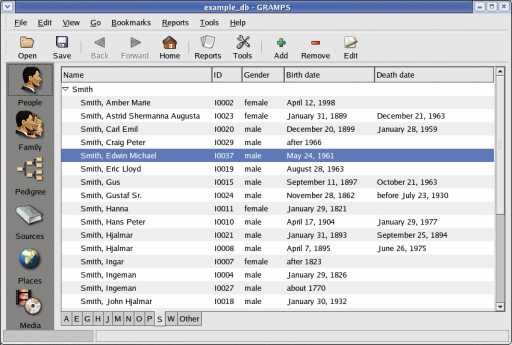 example_db - GRAMPS
File Edit View Go Bookmarks Reports Tools Help
Open Save Back Forward Home Reports Tools Add Remove Edit
People
Family
Pedigree
Sources
Places
Media
Name ID Gender Birth date Death date
Smith
Smith, Amber Marie I0002 female April 12, 1998
Smith, Astrid Shermanna Augusta I0023 female January 31, 1889 December 21, 1963
Smith, Carl Emil I0020 male December 20, 1899 January 28, 1959
Smith, Craig Peter I0029 male after 1966
Smith, Edwin Michael I0037 male May 24, 1961
Smith, Eric Lloyd I0019 male August 28, 1963
Smith, Gus I0015 male September 11, 1897 October 21, 1963
Smith, Gustaf Sr. I0024 male November 28, 1862 before July 23, 1930
Smith, Hanna I0011 female January 29, 1821
Smith, Hans Peter I0010 male April 17, 1904 January 29, 1977
Smith, Hjalmar I0021 male January 31, 1893 September 25, 1894
Smith, Hjalmar I0008 male April 7, 1895 June 26, 1975
Smith, Ingar I0007 female after 1823
Smith, Ingeman I0004 male January 29, 1826
Smith, Ingeman I0027 male about 1770
Smith, John Hjalmar I0018 male January 30, 1932
A E G H J M N O P S W Other